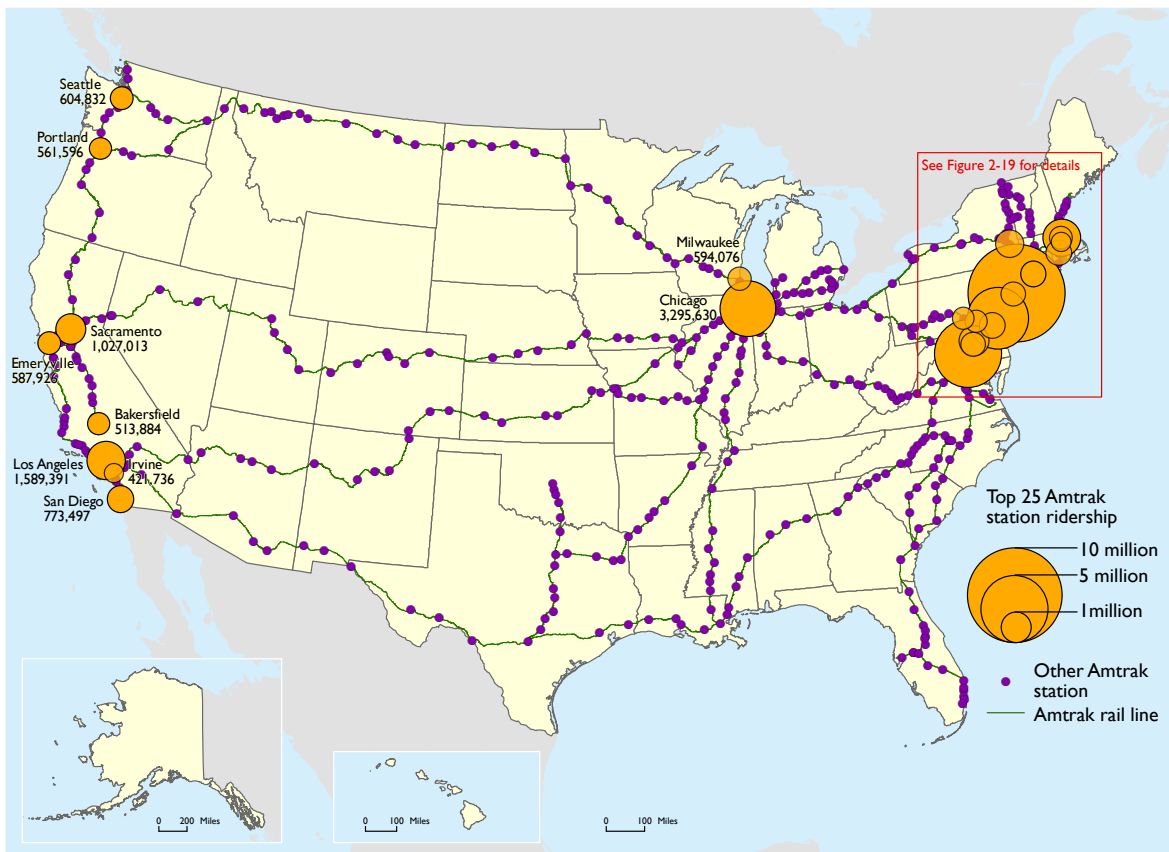 Seattle
604,832
Portland
561,596
See Figure 2-19 for details
Milwaukee
594,076
Chicago
3,295,630
Sacramento
1,027,013
Emeryville
587,926
Bakersfield
513,884
Los Angeles
1,589,391
Irvine
421,736
San Diego
773,497
Top 25 Amtrak
station ridership
10 million
5 million
1million
Other Amtrak
station
Amtrak rail line
0 200 Miles
0 100 Miles
0 100 Miles